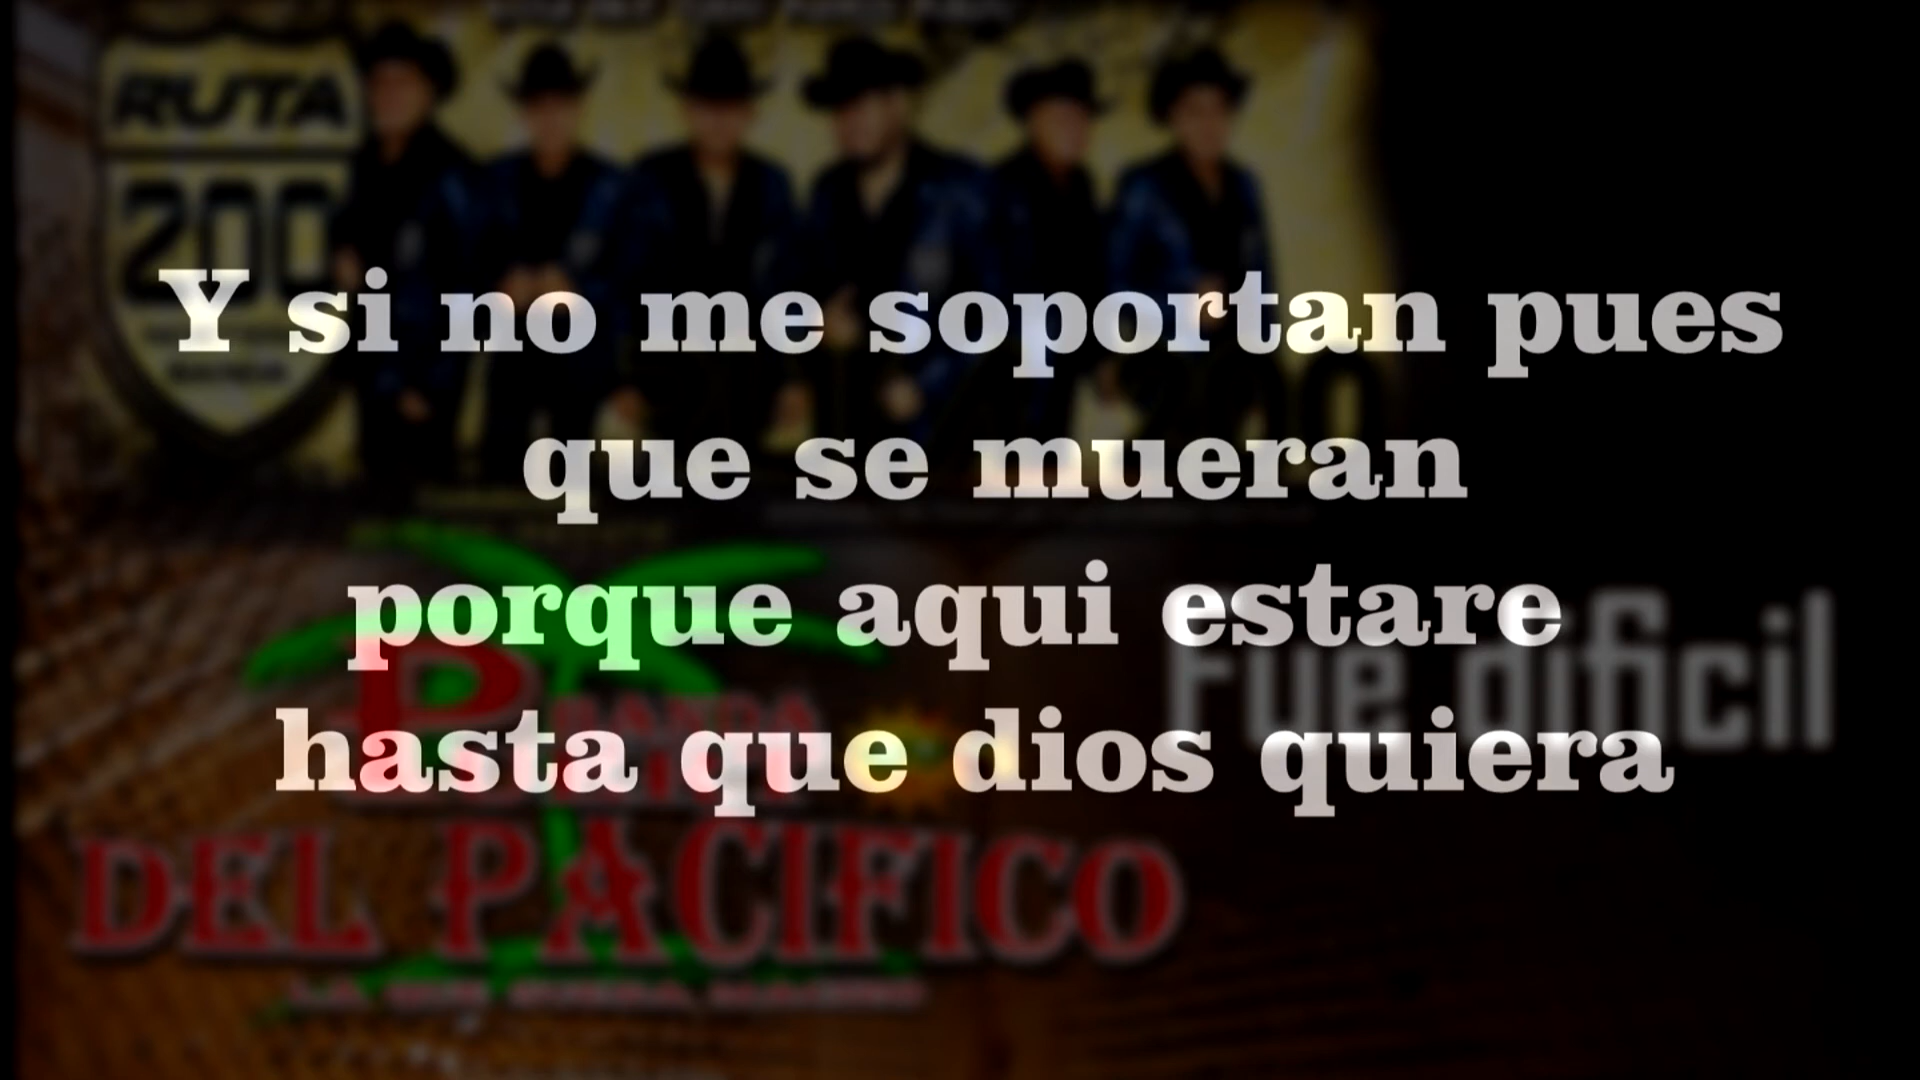 RUTA
200
Y si no me soportan pues
que se mueran
porque aqui estare
hasta que dios quiera
Fue dificil
DEL PACIFICO